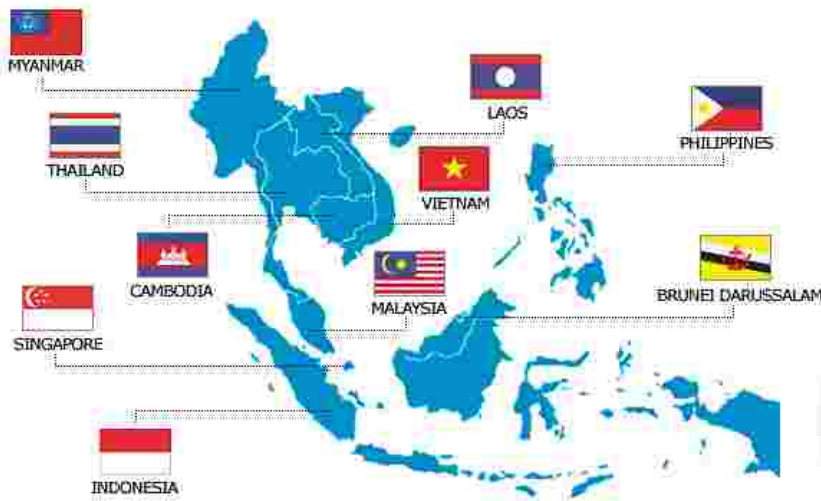 MYANMAR
LAOS
PHILIPPINES
THAILAND
VIETNAM
CAMBODIA
MALAYSIA
BRUNEI DARUSSALAM
SINGAPORE
INDONESIA